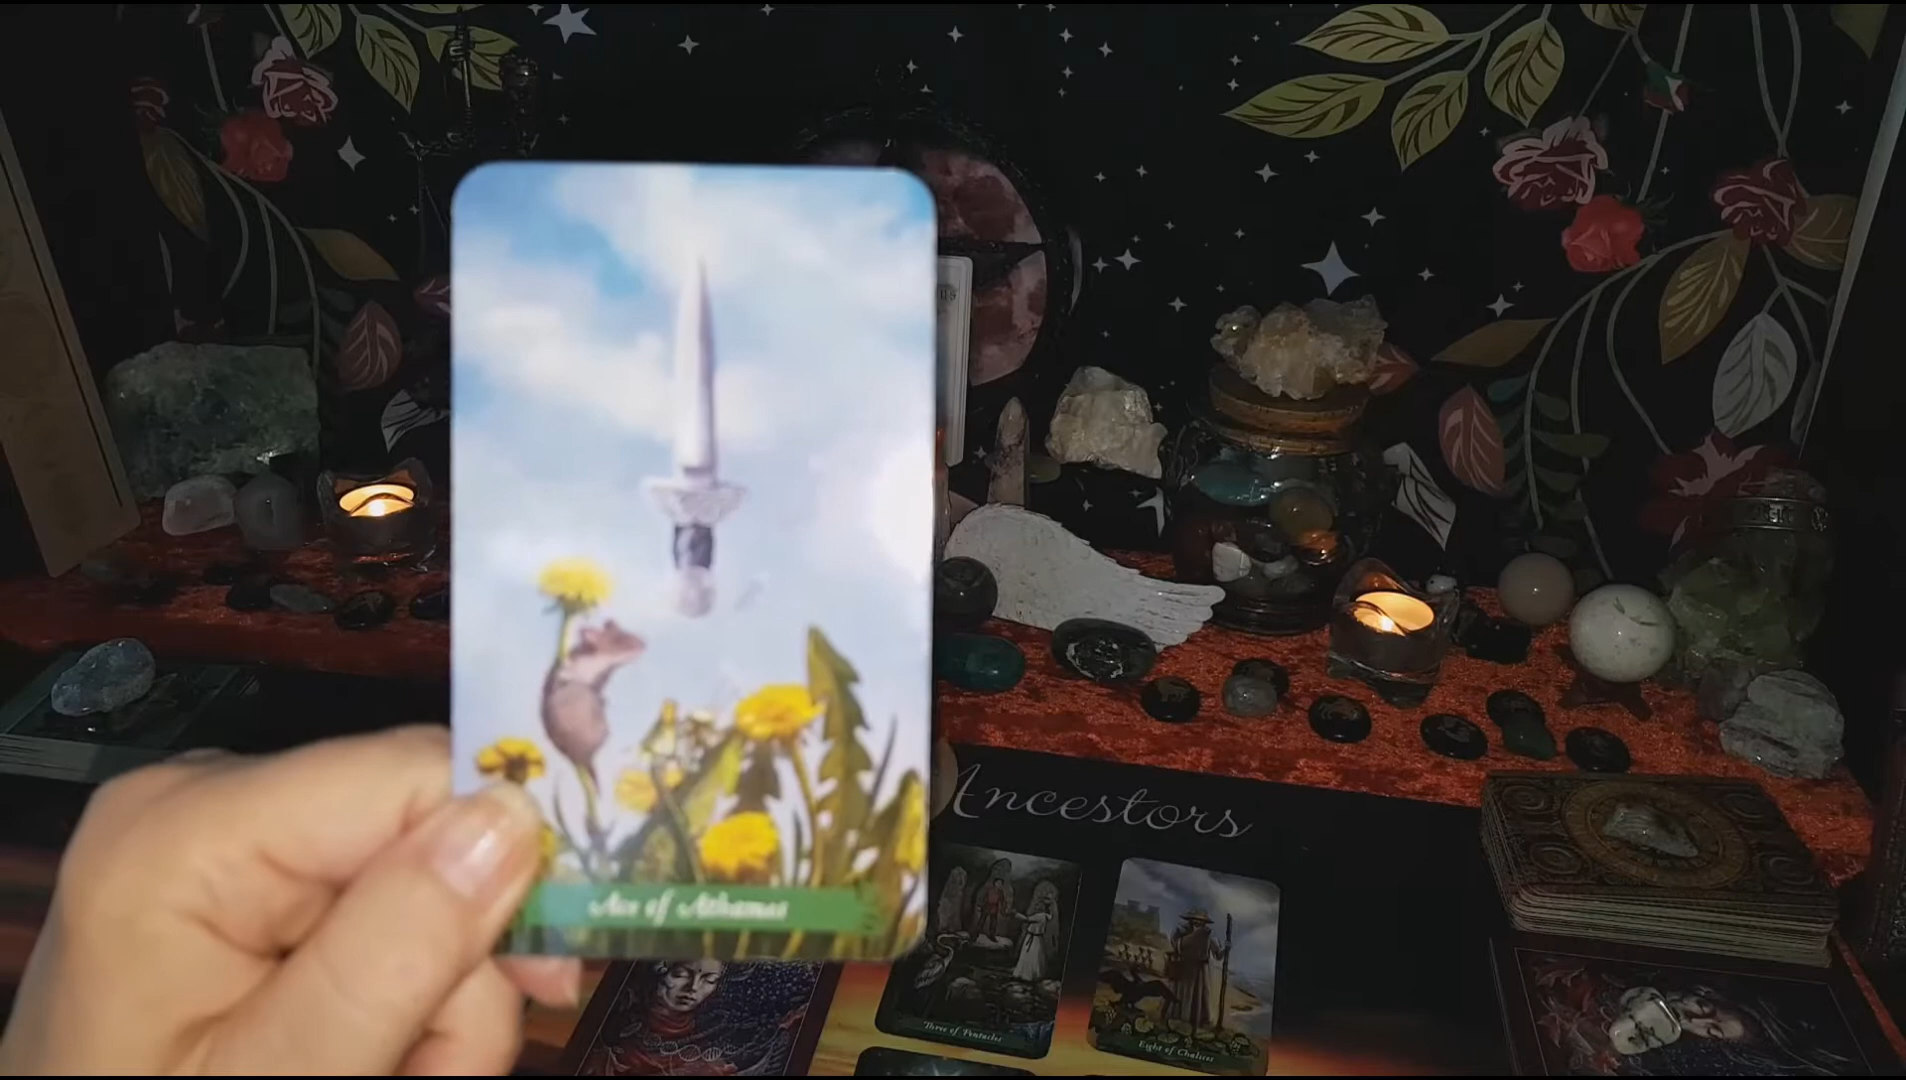 Ace of Athames
Ancestors
Three of Pentacles
Eight of Chalices